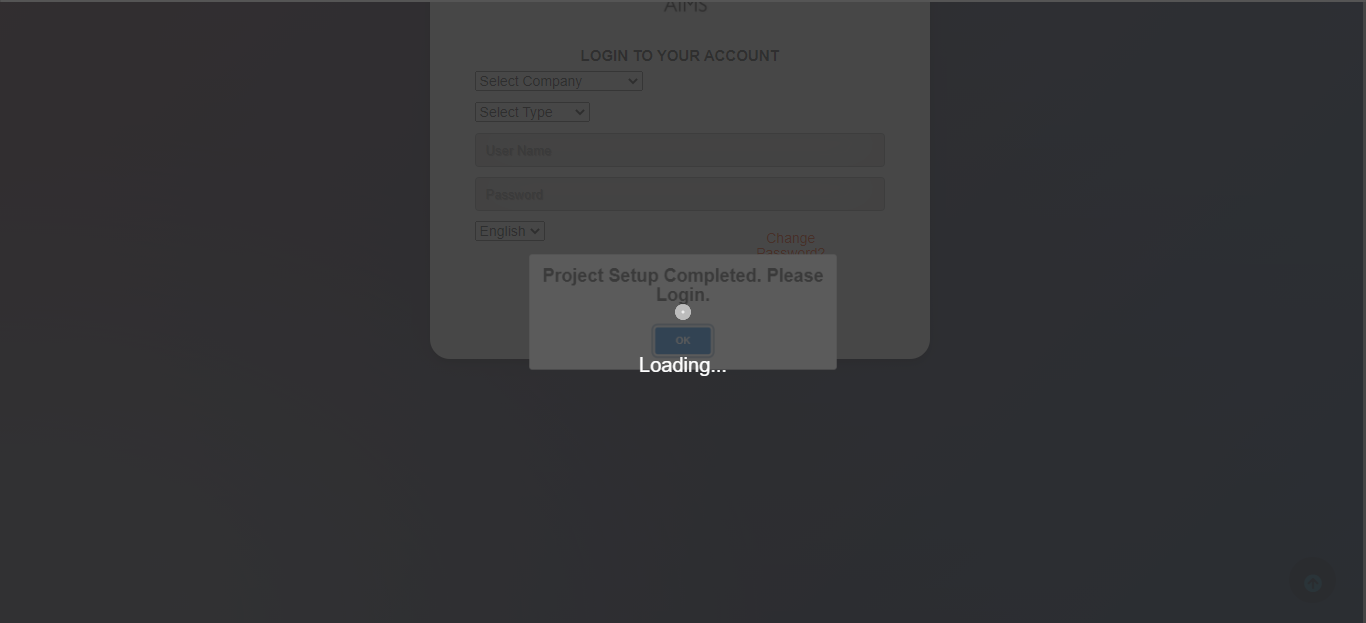 AIMS
LOGIN TO YOUR ACCOUNT
Select Company
Select Type
User Name
Password
English
Change
Password?
Project Setup Completed. Please
Login.
OK
Loading...